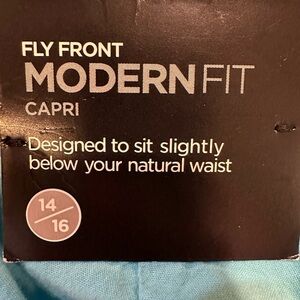 FLY FRONT
MODERN FIT
CAPRI
Designed to sit slightly
below your natural waist
14
16